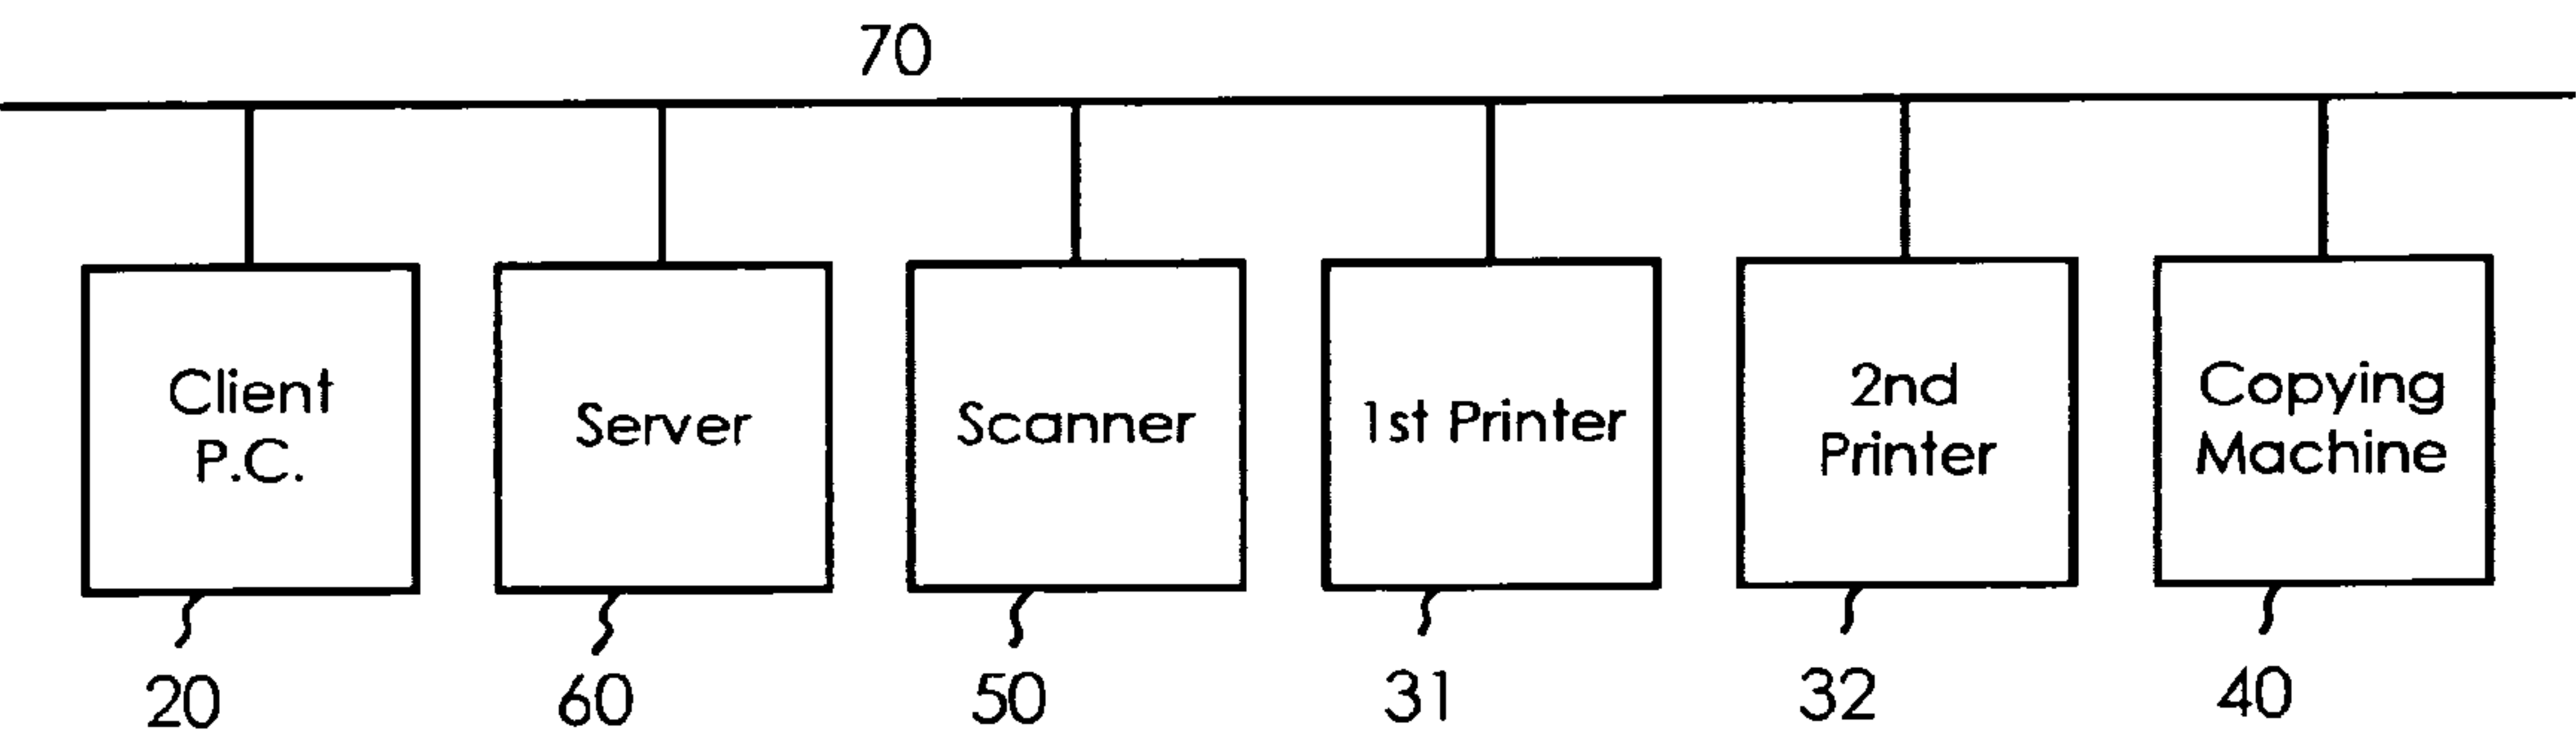 70
Client
P.C.
Server
Scanner
1st Printer
2nd
Printer
Copying
Machine
20
60
50
31
32
40